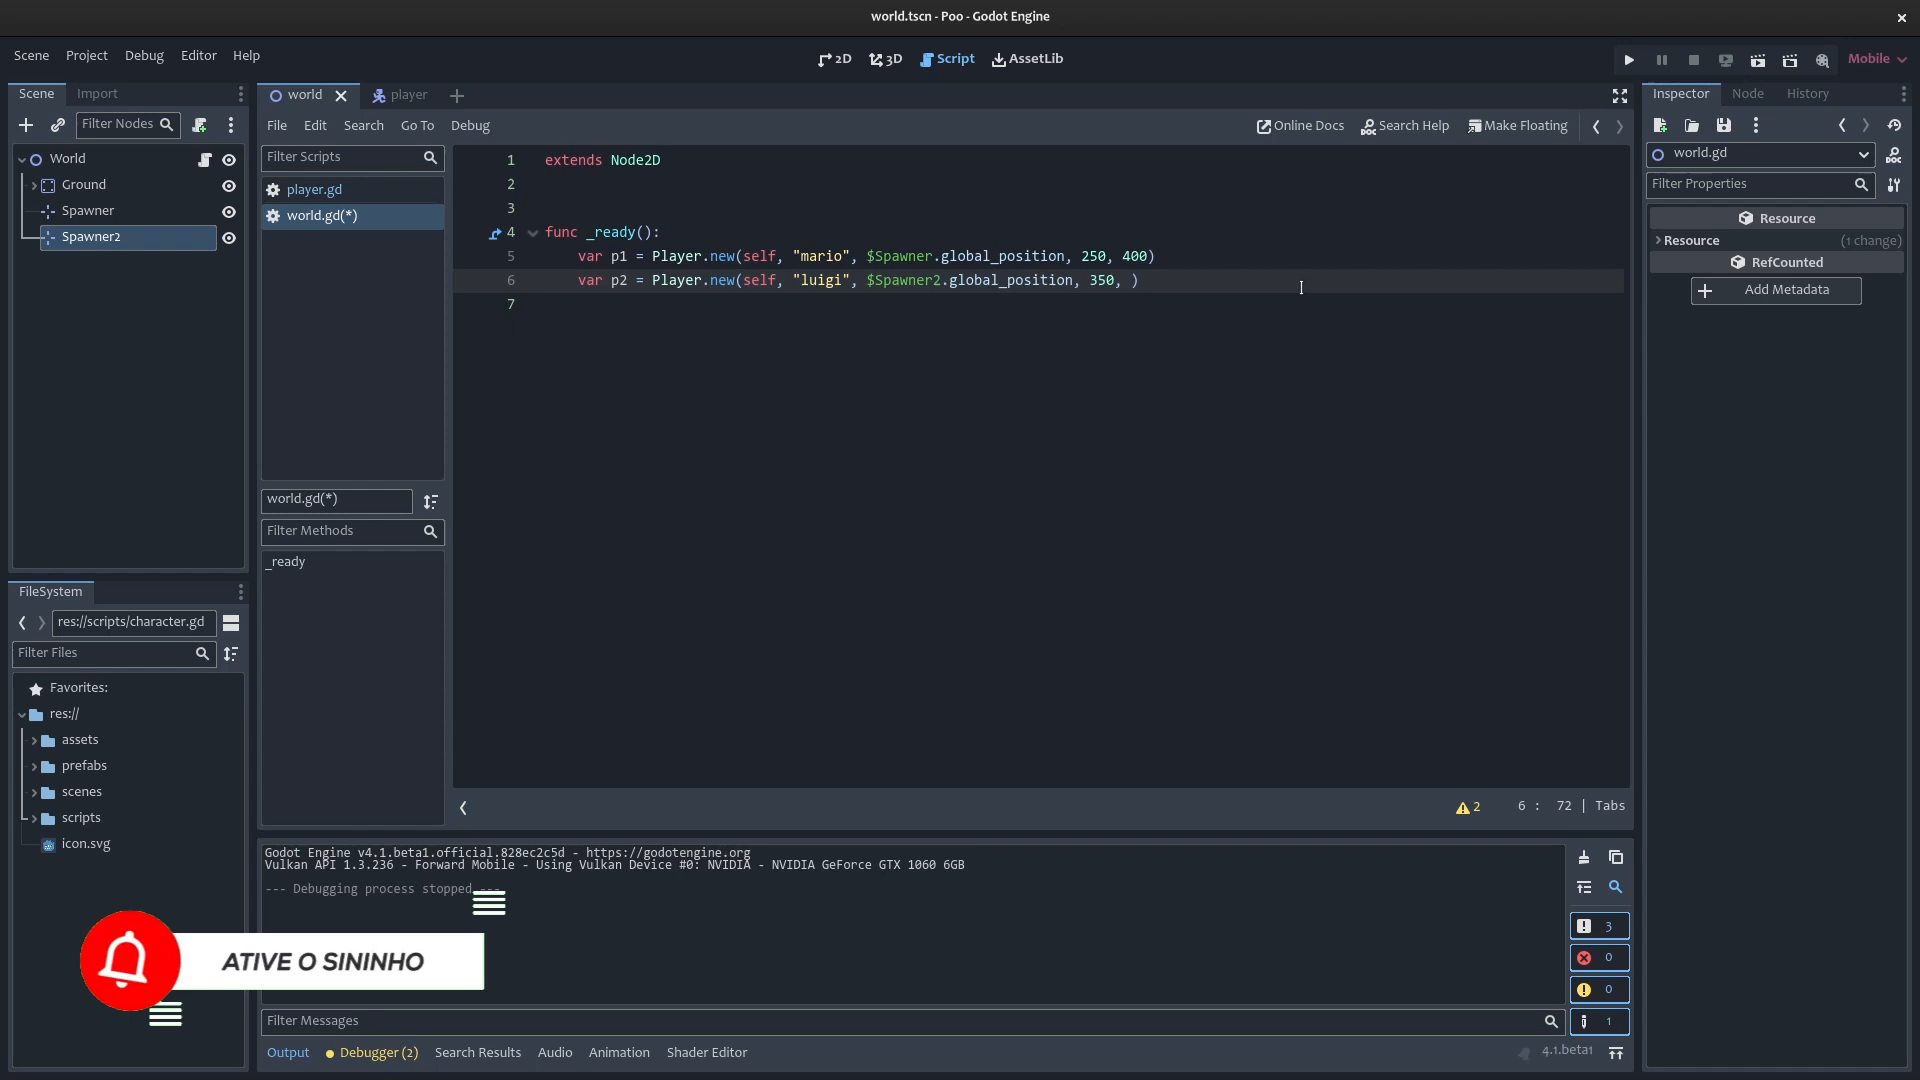 world.tscn - Poo - Godot Engine
Scene Project Debug Editor Help
2D 3D Script AssetLib
Mobile
Scene Import
world player
Inspector Node History
Filter Nodes
File Edit Search Go To Debug
Online Docs Search Help Make Floating
World
Ground
Spawner
Spawner2
Filter Scripts
player.gd
world.gd(*)
1 extends Node2D
2
3
4 func _ready():
5 var p1 = Player.new(self, "mario", $Spawner.global_position, 250, 400)
6 var p2 = Player.new(self, "luigi", $Spawner2.global_position, 350, )
7
world.gd
Filter Properties
Resource
Resource (1 change)
RefCounted
Add Metadata
world.gd(*)
Filter Methods
_ready
2 6 : 72 | Tabs
FileSystem
res://scripts/character.gd
Filter Files
Favorites:
res://
assets
prefabs
scenes
scripts
icon.svg
Godot Engine v4.1.beta1.official.828ec2c5d - https://godotengine.org
Vulkan API 1.3.236 - Forward Mobile - Using Vulkan Device #0: NVIDIA - NVIDIA GeForce GTX 1060 6GB
--- Debugging process stopped ---
3
0
0
1
ATIVE O SININHO
Filter Messages
Output Debugger (2) Search Results Audio Animation Shader Editor
4.1.beta1